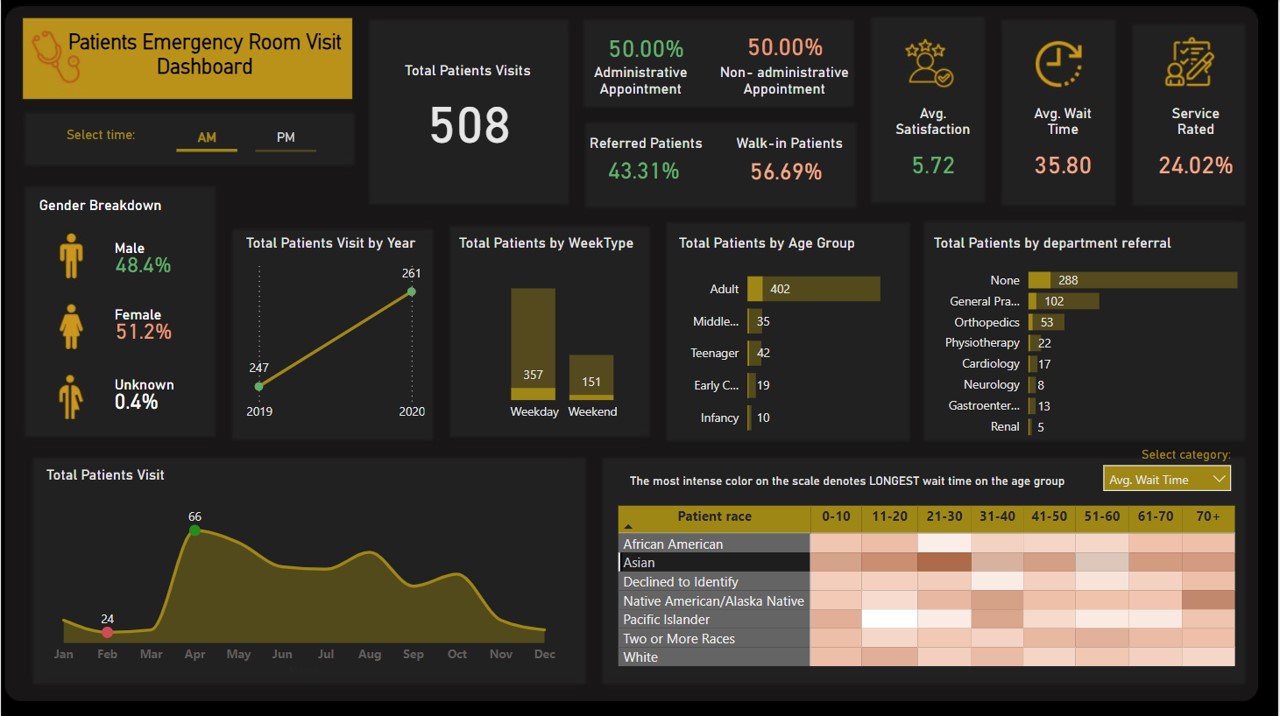 Patients Emergency Room Visit
Dashboard
Select time:
AM
PM
Total Patients Visits
508
50.00%
Administrative
Appointment
50.00%
Non- administrative
Appointment
Referred Patients
43.31%
Walk-in Patients
56.69%
Avg.
Satisfaction
5.72
Avg. Wait
Time
35.80
Service
Rated
24.02%
Gender Breakdown
Male
48.4%
Female
51.2%
Unknown
0.4%
Total Patients Visit by Year
261
247
2019
2020
Total Patients by WeekType
357
151
Weekday
Weekend
Total Patients by Age Group
Adult 402
Middle... 35
Teenager 42
Early C... 19
Infancy 10
Total Patients by department referral
None 288
General Pra... 102
Orthopedics 53
Physiotherapy 22
Cardiology 17
Neurology 8
Gastroenter... 13
Renal 5
Total Patients Visit
66
24
Jan Feb Mar Apr May Jun Jul Aug Sep Oct Nov Dec
Select category:
The most intense color on the scale denotes LONGEST wait time on the age group
Avg. Wait Time
Patient race 0-10 11-20 21-30 31-40 41-50 51-60 61-70 70+
African American
Asian
Declined to Identify
Native American/Alaska Native
Pacific Islander
Two or More Races
White